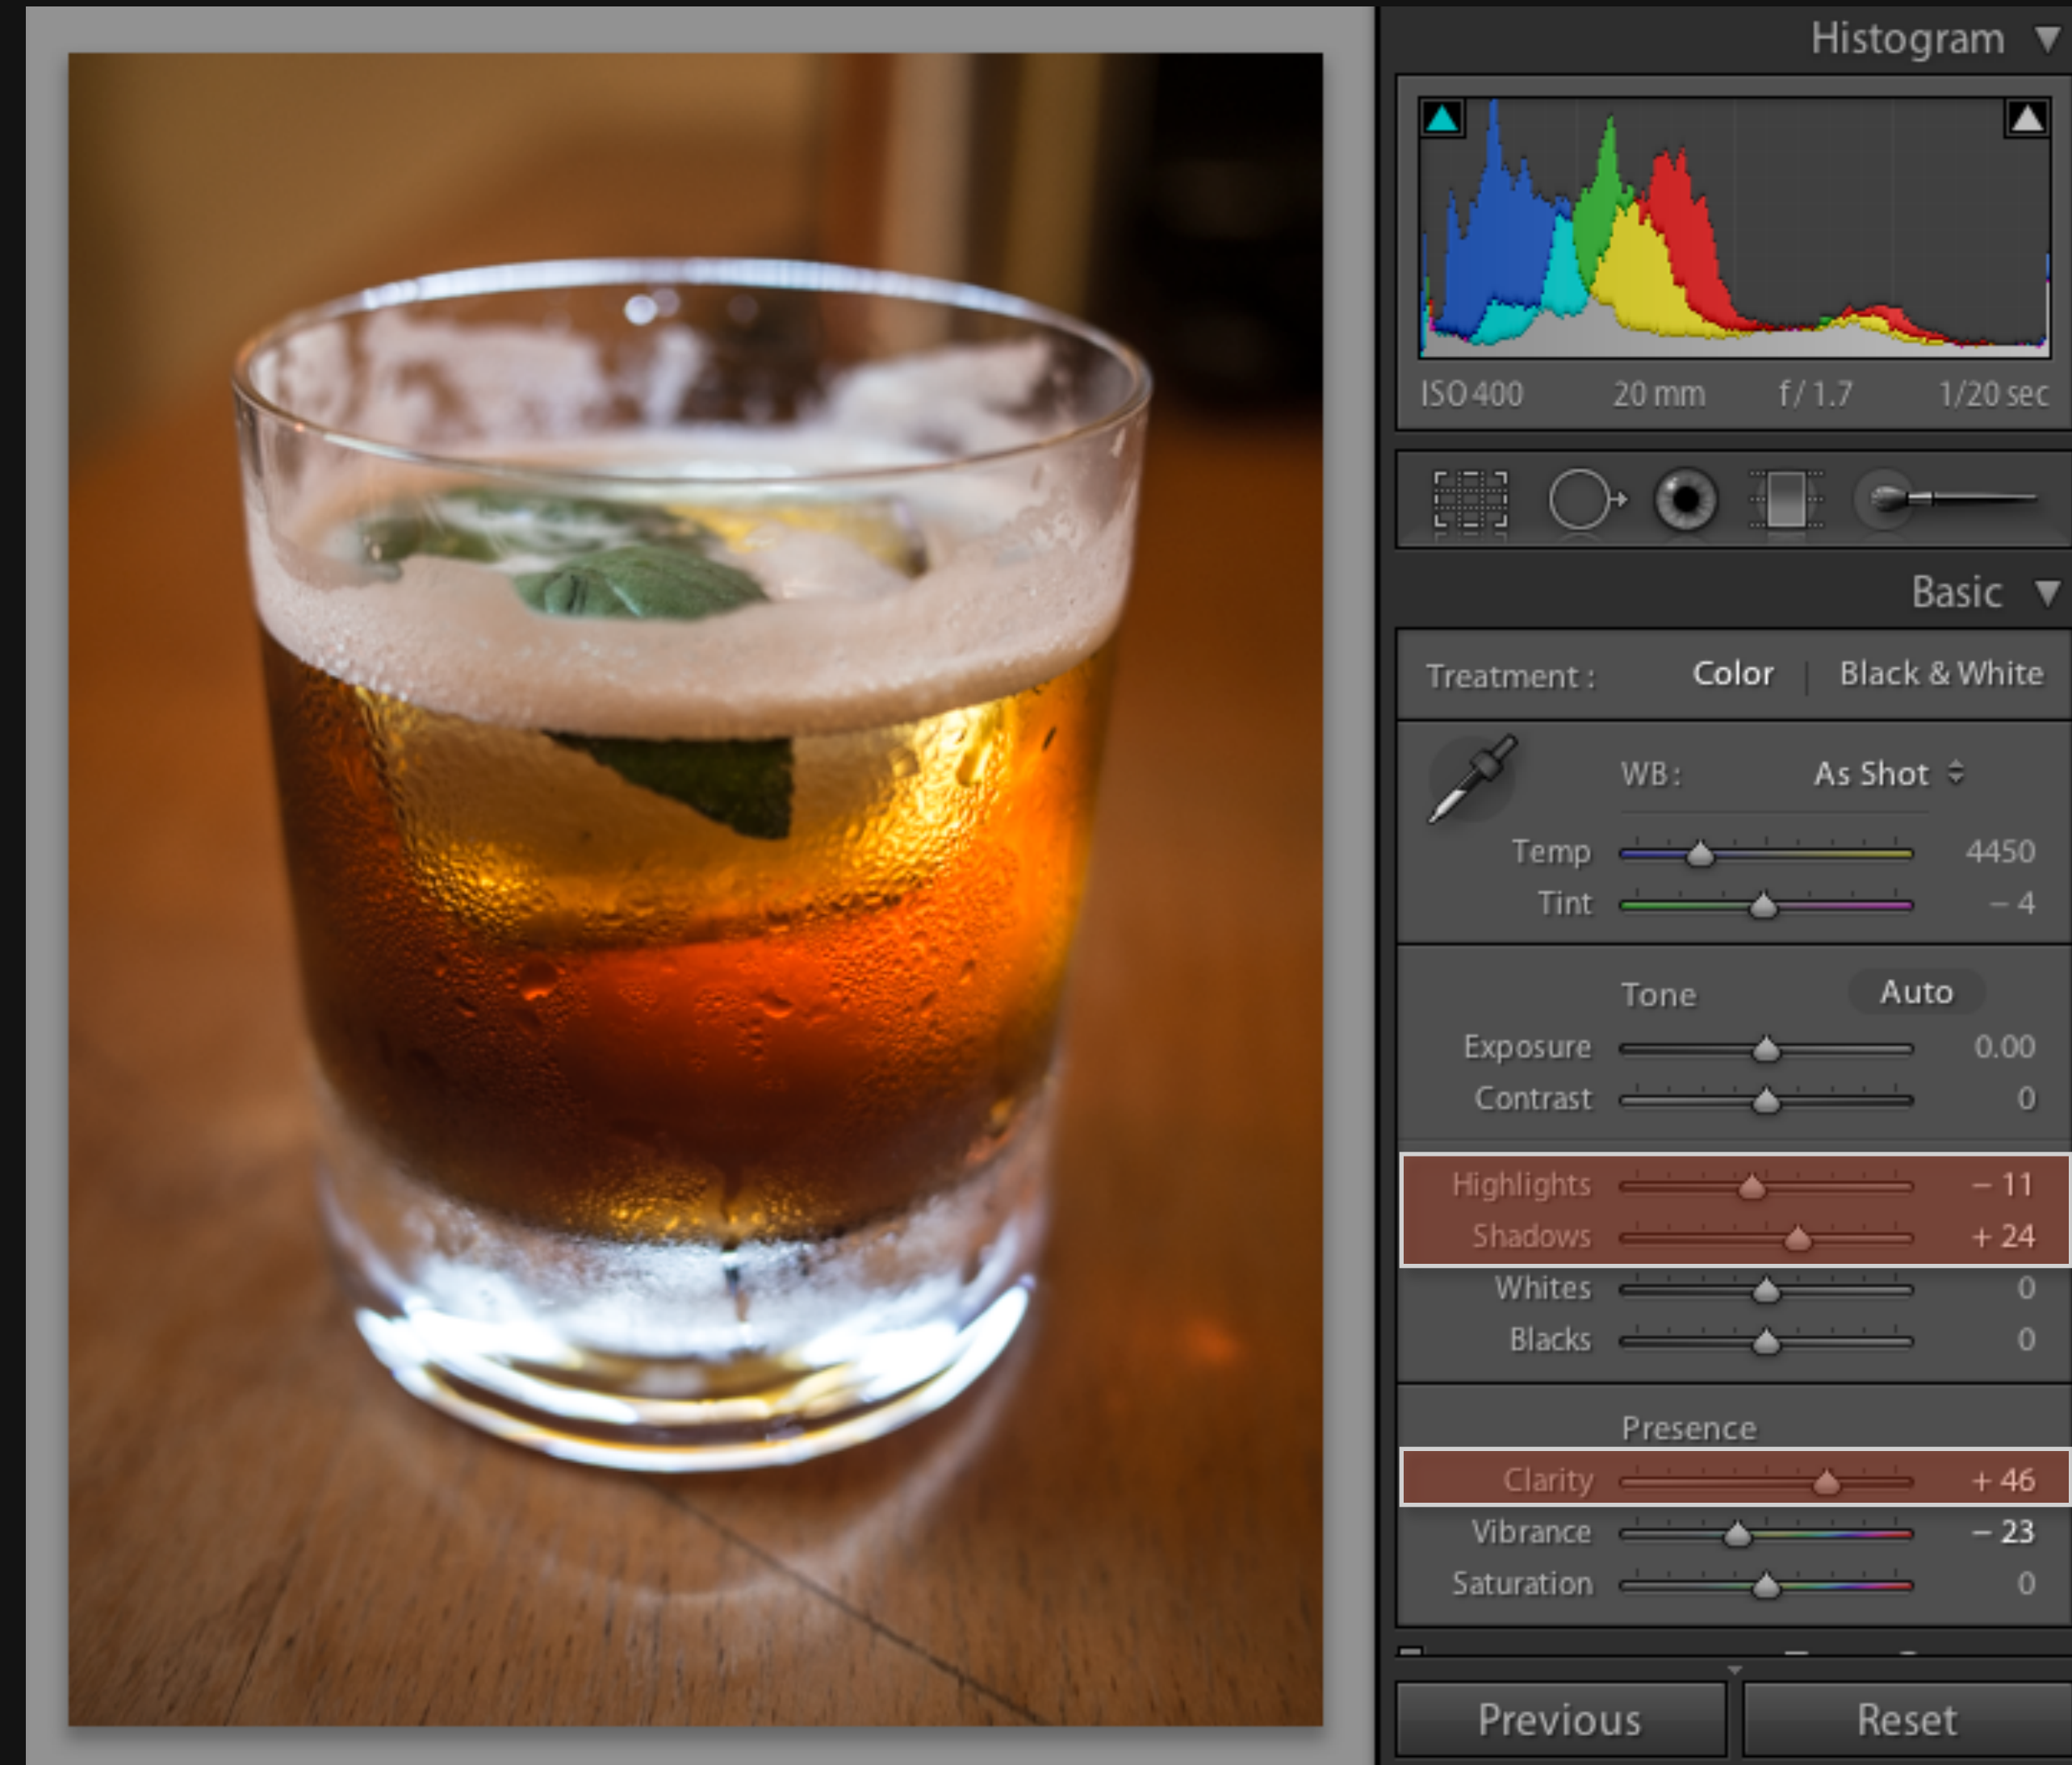 Histogram
ISO 400 20 mm f / 1.7 1/20 sec
Basic
Treatment : Color | Black & White
WB : As Shot
Temp 4450
Tint − 4
Tone Auto
Exposure 0.00
Contrast 0
Highlights − 11
Shadows + 24
Whites 0
Blacks 0
Presence
Clarity + 46
Vibrance − 23
Saturation 0
Previous Reset